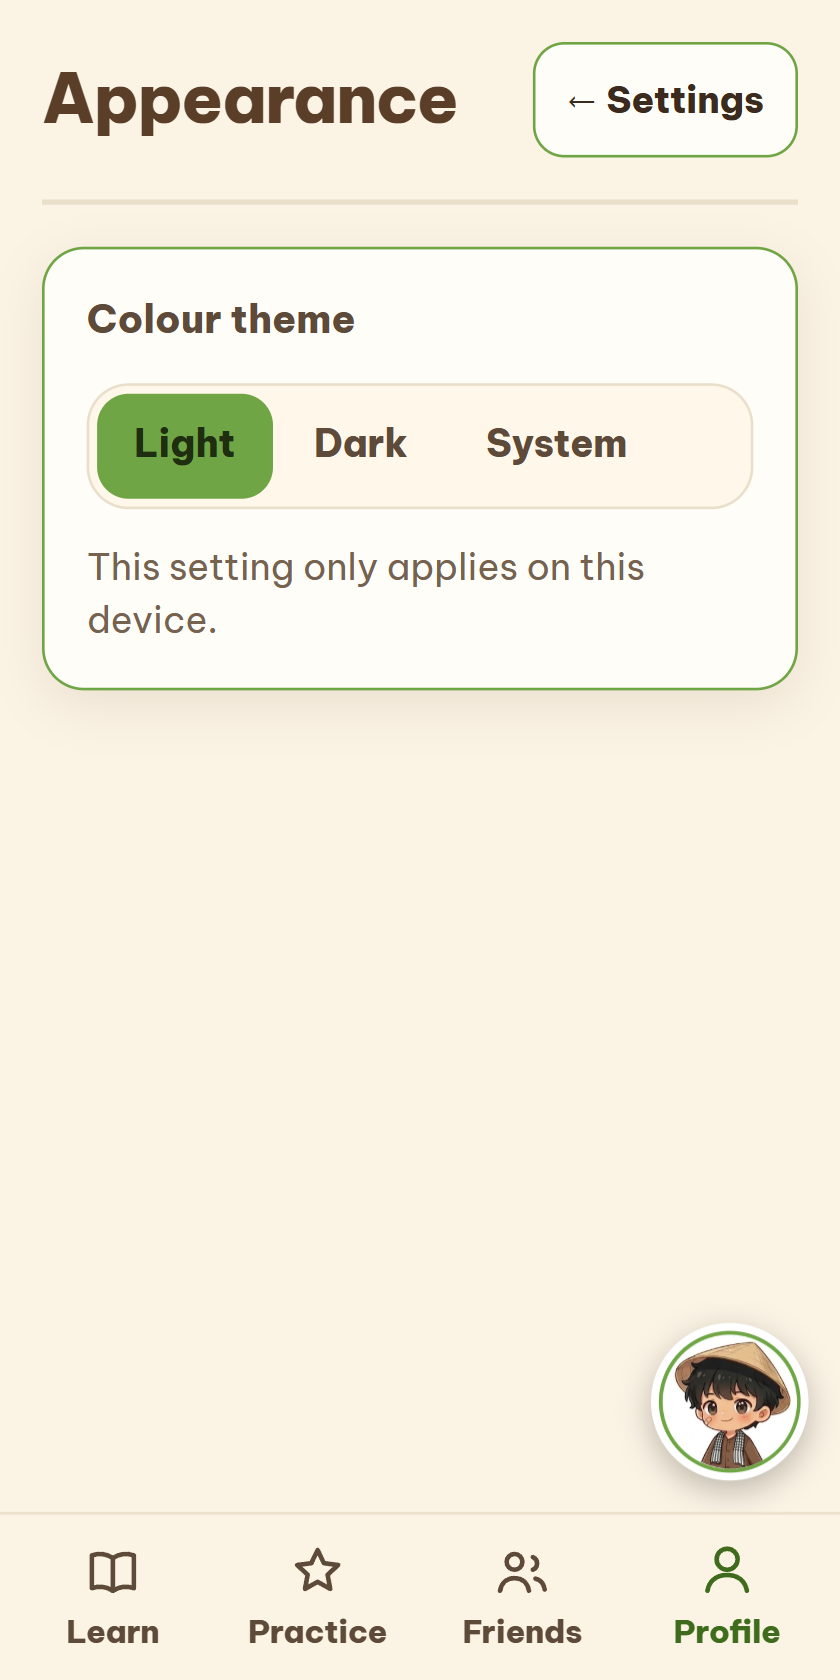 Appearance
← Settings
Colour theme
Light
Dark
System
This setting only applies on this
device.
Learn
Practice
Friends
Profile